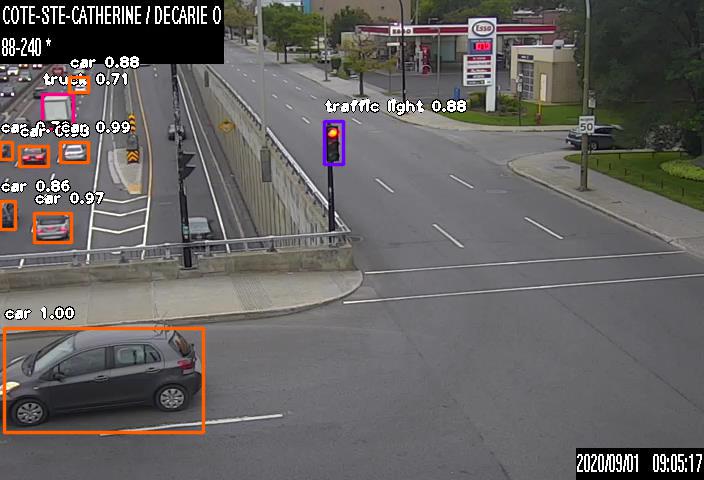 COTE-STE-CATHERINE / DECARIE O
88-240 *
car 0.88
truck 0.71
traffic light 0.88
car 0.99
car 0.86
car 0.97
car 1.00
Esso
50
2020/09/01 09:05:17